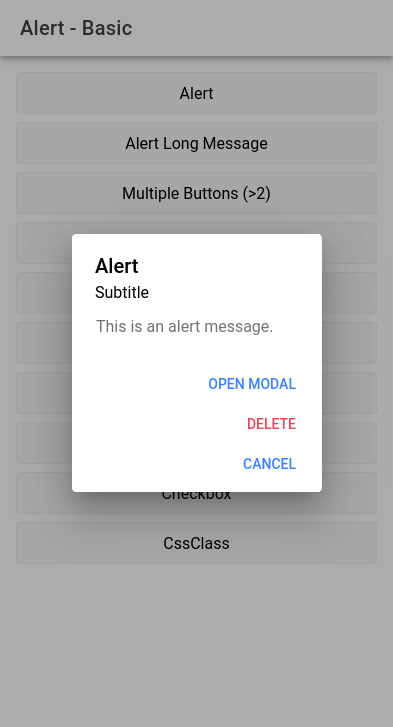 Alert - Basic
Alert
Alert Long Message
Multiple Buttons (>2)
Alert
Subtitle
This is an alert message.
OPEN MODAL
DELETE
CANCEL
Checkbox
CssClass